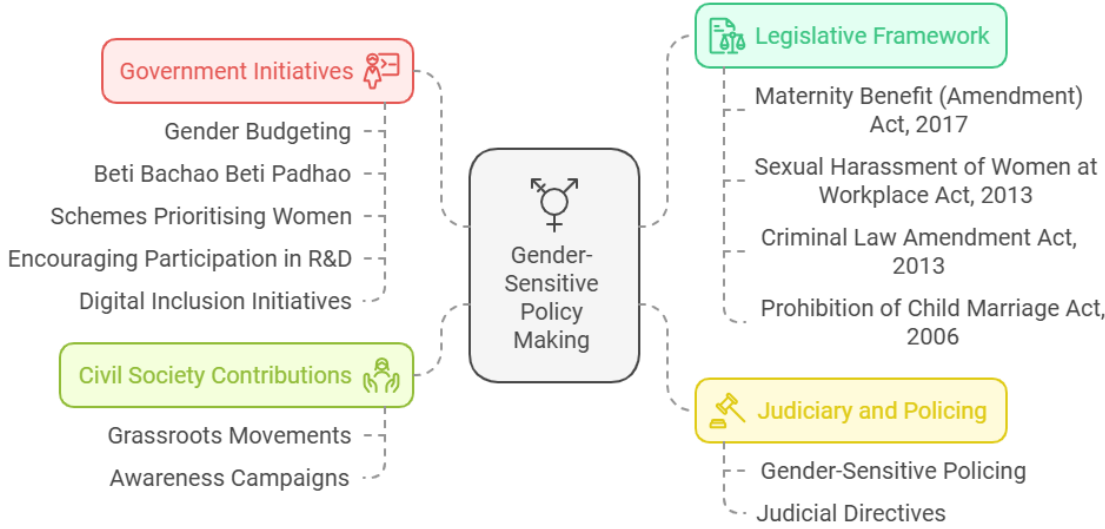 Government Initiatives
Gender Budgeting
Beti Bachao Beti Padhao
Schemes Prioritising Women
Encouraging Participation in R&D
Digital Inclusion Initiatives
Civil Society Contributions
Grassroots Movements
Awareness Campaigns
Gender-
Sensitive
Policy
Making
Legislative Framework
Maternity Benefit (Amendment)
Act, 2017
Sexual Harassment of Women at
Workplace Act, 2013
Criminal Law Amendment Act,
2013
Prohibition of Child Marriage Act,
2006
Judiciary and Policing
Gender-Sensitive Policing
Judicial Directives